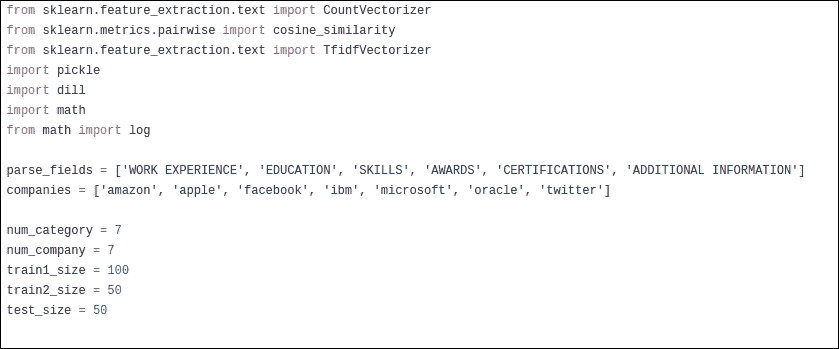 from sklearn.feature_extraction.text import CountVectorizer
from sklearn.metrics.pairwise import cosine_similarity
from sklearn.feature_extraction.text import TfidfVectorizer
import pickle
import dill
import math
from math import log
parse_fields = ['WORK EXPERIENCE', 'EDUCATION', 'SKILLS', 'AWARDS', 'CERTIFICATIONS', 'ADDITIONAL INFORMATION']
companies = ['amazon', 'apple', 'facebook', 'ibm', 'microsoft', 'oracle', 'twitter']
num_category = 7
num_company = 7
train1_size = 100
train2_size = 50
test_size = 50